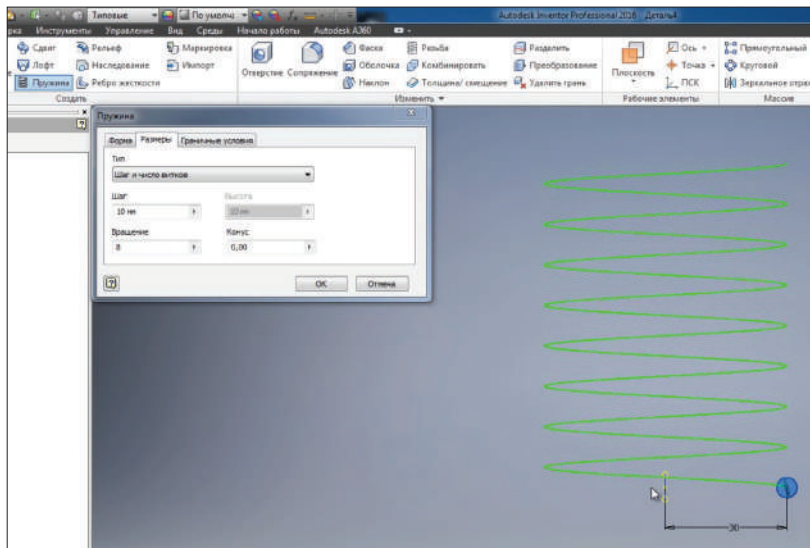 Типовые По умолч Autodesk Inventor Professional 2016 Деталь4
рка Инструменты Управление Вид Среды Начало работы Autodesk A360
Сдвиг Рельеф Маркировка Фаска Резьба Разделить Ось Прямоугольный
Лофт Наследование Импорт Отверстие Сопряжение Оболочка Комбинировать Преобразование Плоскость Точка Круговой
Пружина Ребро жесткости Наклон Толщина/ смещение Удалить грань ПСК Зеркальное отраж
Создать Изменить Рабочие элементы Массив
Пружина
Форма Размеры Граничные условия
Тип
Шаг и число витков
Шаг Высота
10 мм
Вращение Конус
8 0,00
OK Отмена
30